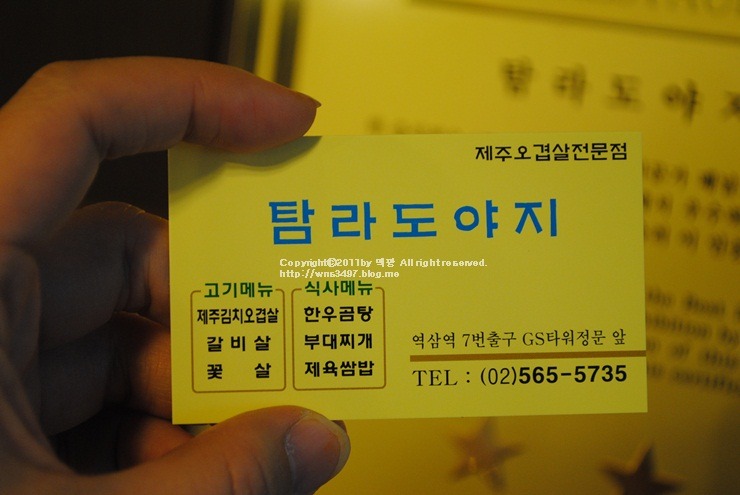 탐라도야지
제주오겹살전문점
탐라도야지
Copyrightⓒ2011 by 떡판 All right reserved.
http://wns3497.blog.me
고기메뉴
제주김치오겹살
갈비살
꽃살
식사메뉴
한우곰탕
부대찌개
제육쌈밥
역삼역 7번출구 GS타워정문 앞
TEL : (02)565-5735